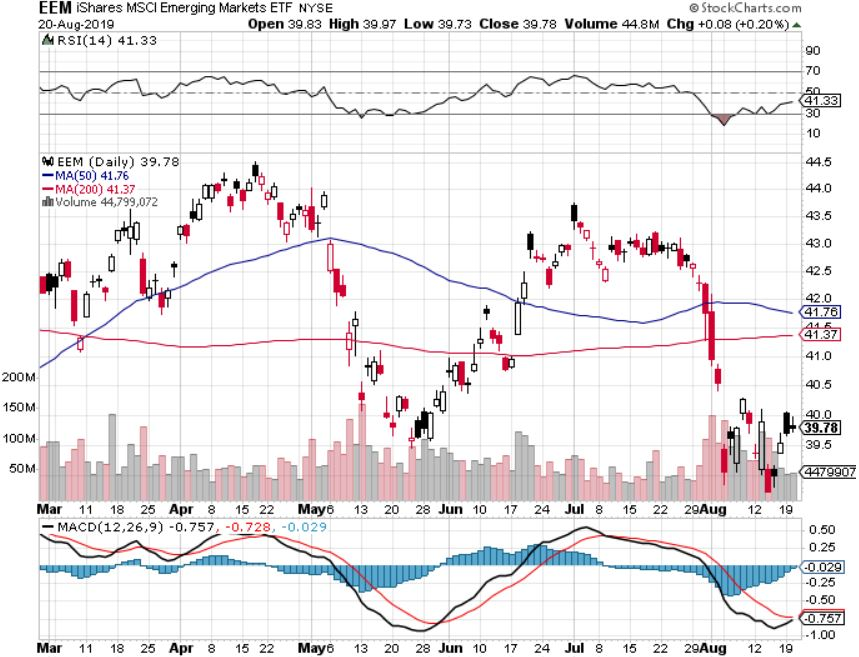 EEM iShares MSCI Emerging Markets ETF NYSE © StockCharts.com
20-Aug-2019 Open 39.83 High 39.97 Low 39.73 Close 39.78 Volume 44.8M Chg +0.08 (+0.20%)
RSI(14) 41.33
90
70
50
41.33
30
10
EEM (Daily) 39.78
MA(50) 41.76
MA(200) 41.37
Volume 44,799,072
44.5
44.0
43.5
43.0
42.5
42.0
41.76
41.5
41.37
41.0
40.5
40.0
39.78
39.5
4479907
200M
150M
100M
50M
Mar 11 18 25 Apr 8 15 22 May 6 13 20 28 Jun 10 17 24 Jul 8 15 22 29 Aug 12 19
MACD(12,26,9) -0.757, -0.728, -0.029
0.50
0.25
-0.029
-0.25
-0.50
-0.757
-1.00
Mar 11 18 25 Apr 8 15 22 May 6 13 20 28 Jun 10 17 24 Jul 8 15 22 29 Aug 12 19